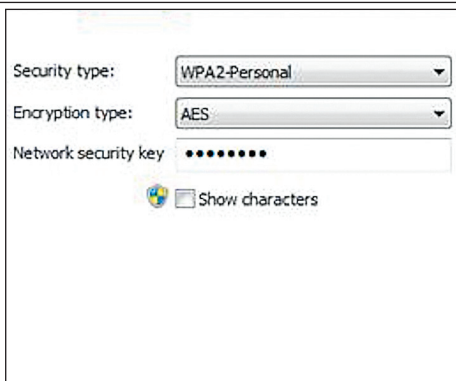 Security type: WPA2-Personal
Encryption type: AES
Network security key ••••••••
Show characters